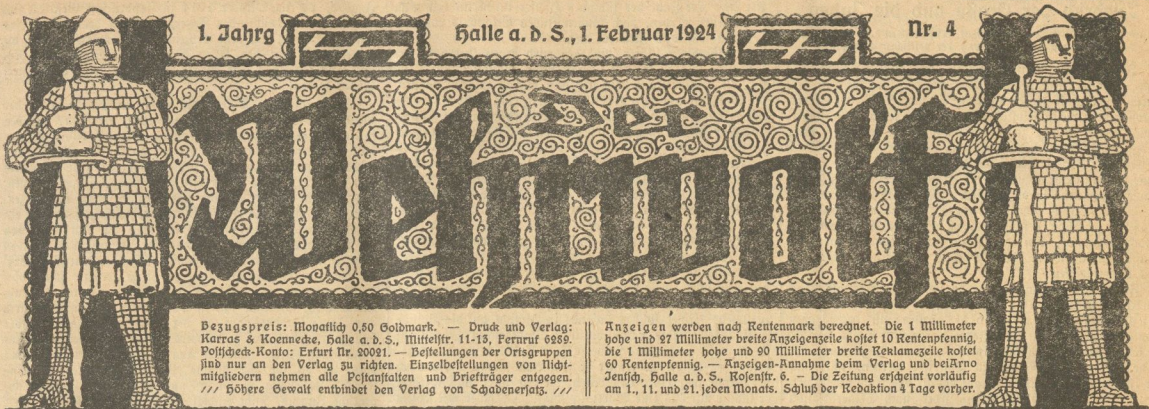 1. Jahrg
Halle a. d. S., 1. Februar 1924
Nr. 4
Der
Wehrwolf
Bezugspreis: Monatlich 0,50 Goldmark. — Druck und Verlag:
Karras & Koennecke, Halle a. d. S., Mittelstr. 11-13, Fernruf 6289.
Postscheck-Konto: Erfurt Nr. 20021. — Bestellungen der Ortsgruppen
sind nur an den Verlag zu richten. Einzelbestellungen von Nicht-
mitgliedern nehmen alle Postanstalten und Briefträger entgegen.
/// Höhere Gewalt entbindet den Verlag von Schadenersatz. ///
Anzeigen werden nach Rentenmark berechnet. Die 1 Millimeter
hohe und 27 Millimeter breite Anzeigenzeile kostet 10 Rentenpfennig,
die 1 Millimeter hohe und 90 Millimeter breite Reklamezeile kostet
60 Rentenpfennig. — Anzeigen-Annahme beim Verlag und bei Arno
Jentsch, Halle a. d. S., Rosenstr. 6. — Die Zeitung erscheint vorläufig
am 1., 11. und 21. jeden Monats. Schluß der Redaktion 4 Tage vorher.